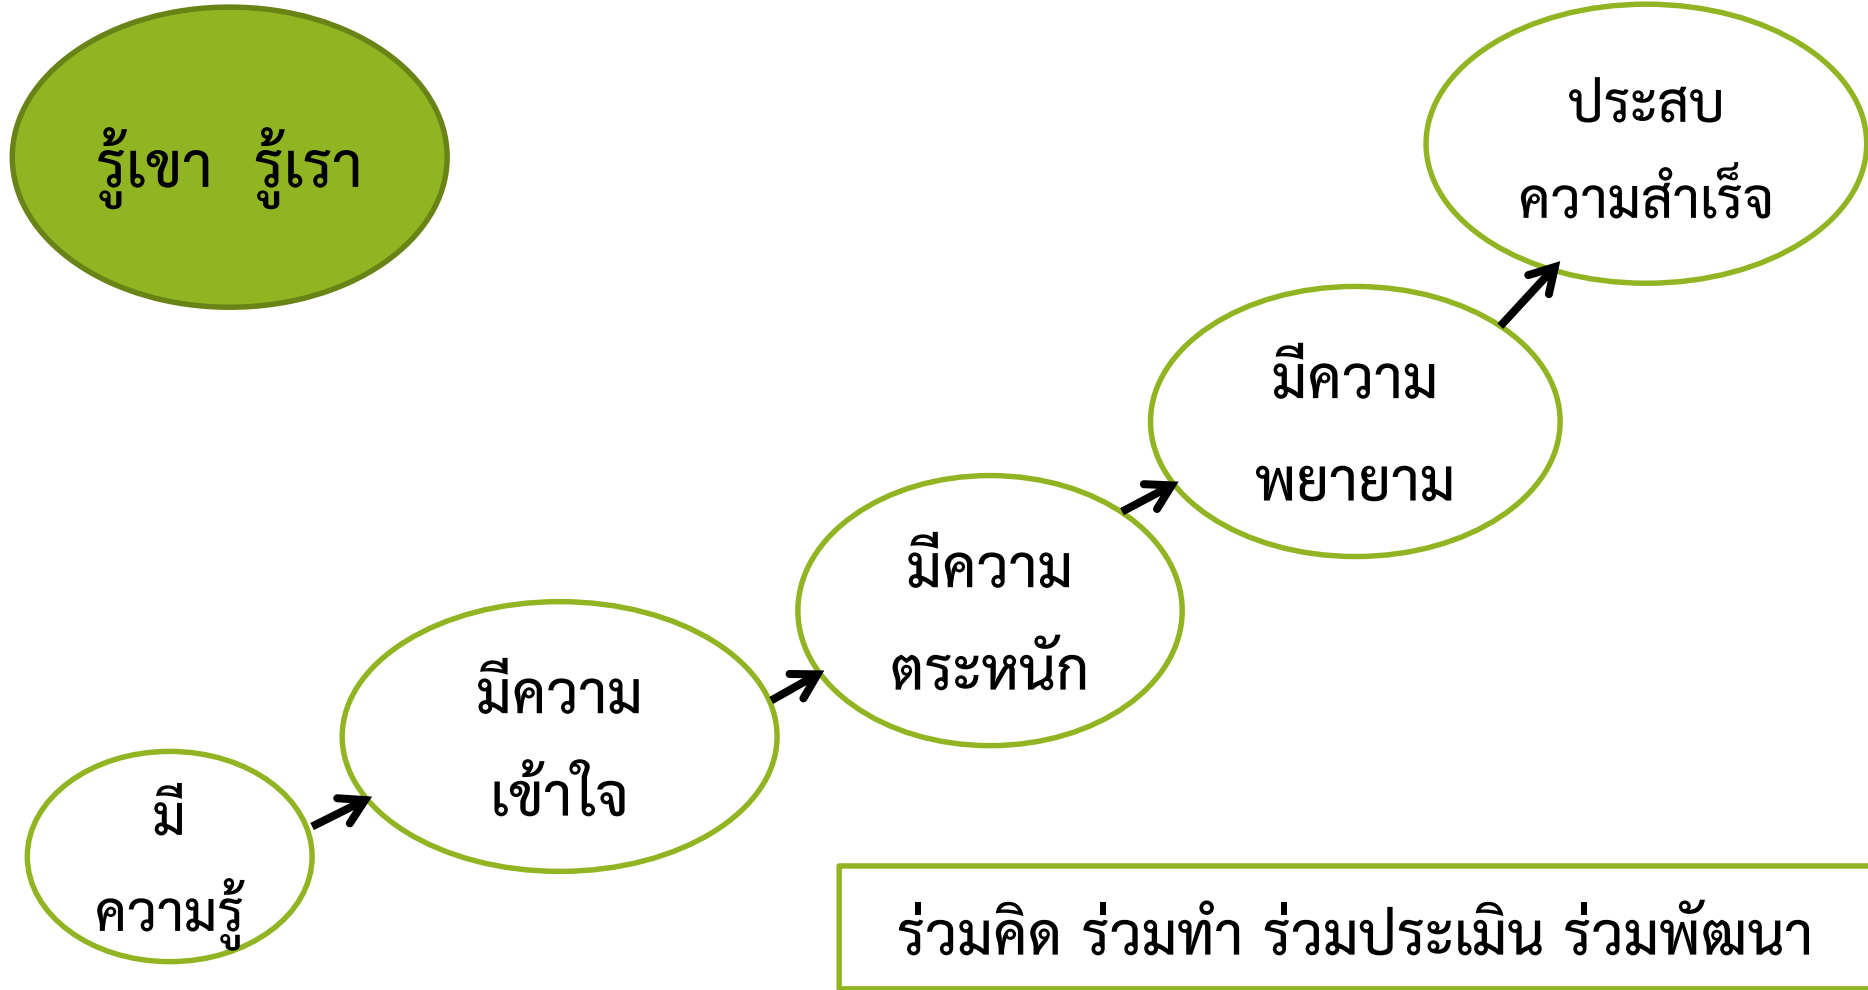 รู้เขา รู้เรา
ประสบ
ความสำเร็จ
มีความ
พยายาม
มีความ
ตระหนัก
มีความ
เข้าใจ
มี
ความรู้
ร่วมคิด ร่วมทำ ร่วมประเมิน ร่วมพัฒนา